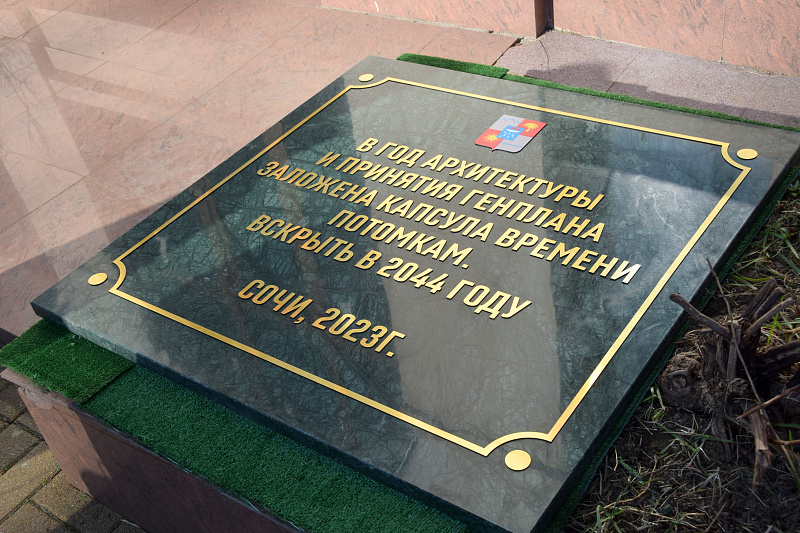 В ГОД АРХИТЕКТУРЫ
И ПРИНЯТИЯ ГЕНПЛАНА
ЗАЛОЖЕНА КАПСУЛА ВРЕМЕНИ
ПОТОМКАМ.
ВСКРЫТЬ В 2044 ГОДУ
СОЧИ, 2023Г.